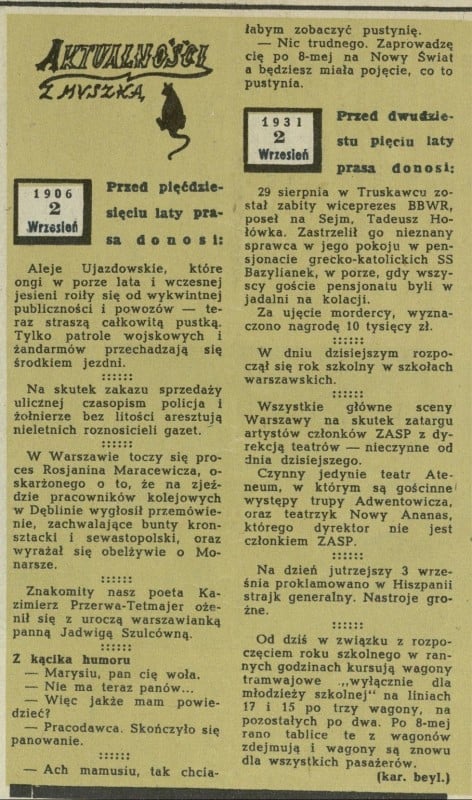 AKTUALNOŚCI
Z MYSZKĄ
1906
2
Wrzesień
Przed pięćdzie-
sięciu laty pra-
sa donosi:
Aleje Ujazdowskie, które
ongi w porze lata i wczesnej
jesieni roiły się od wykwintnej
publiczności i powozów — te-
raz straszą całkowitą pustką.
Tylko patrole wojskowych i
żandarmów przechadzają się
środkiem jezdni.
::::::
Na skutek zakazu sprzedaży
ulicznej czasopism policja i
żołnierze bez litości aresztują
nieletnich roznosicieli gazet.
::::::
W Warszawie toczy się pro-
ces Rosjanina Maracewicza, o-
skarżonego o to, że na zjeź-
dzie pracowników kolejowych
w Dęblinie wygłosił przemówie-
nie, zachwalające bunty kron-
sztacki i sewastopolski, oraz
wyrażał się obelżywie o Mo-
narsze.
::::::
Znakomity nasz poeta Ka-
zimierz Przerwa-Tetmajer oże-
nił się z uroczą warszawianką
panną Jadwigą Szulcówną.
::::::
Z kącika humoru
— Marysiu, pan cię woła.
— Nie ma teraz panów...
— Więc jakże mam powie-
dzieć?
— Pracodawca. Skończyło się
panowanie.
::::::
— Ach mamusiu, tak chcia-
łabym zobaczyć pustynię.
— Nic trudnego. Zaprowadzę
cię po 8-mej na Nowy Świat
a będziesz miała pojęcie, co to
pustynia.
1931
2
Wrzesień
Przed dwudzie-
stu pięciu laty
prasa donosi:
29 sierpnia w Truskawcu zo-
stał zabity wiceprezes BBWR,
poseł na Sejm, Tadeusz Ho-
łówka. Zastrzelił go nieznany
sprawca w jego pokoju w pen-
sjonacie grecko-katolickich SS
Bazylianek, w porze, gdy wszy-
scy goście pensjonatu byli w
jadalni na kolacji.
Za ujęcie mordercy, wyzna-
czono nagrodę 10 tysięcy zł.
::::::
W dniu dzisiejszym rozpo-
czął się rok szkolny w szkołach
warszawskich.
::::::
Wszystkie główne sceny
Warszawy na skutek zatargu
artystów członków ZASP z dy-
rekcją teatrów — nieczynne od
dnia dzisiejszego.
Czynny jedynie teatr Ate-
neum, w którym są gościnne
występy trupy Adwentowicza,
oraz teatrzyk Nowy Ananas,
którego dyrektor nie jest
członkiem ZASP.
::::::
Na dzień jutrzejszy 3 wrze-
śnia proklamowano w Hiszpanii
strajk generalny. Nastroje gro-
źne.
::::::
Od dziś w związku z rozpo-
częciem roku szkolnego w ran-
nych godzinach kursują wagony
tramwajowe „wyłącznie dla
młodzieży szkolnej" na liniach
17 i 15 po trzy wagony, na
pozostałych po dwa. Po 8-mej
rano tablice te z wagonów
zdejmują i wagony są znowu
dla wszystkich pasażerów.
(kar. beyl.)